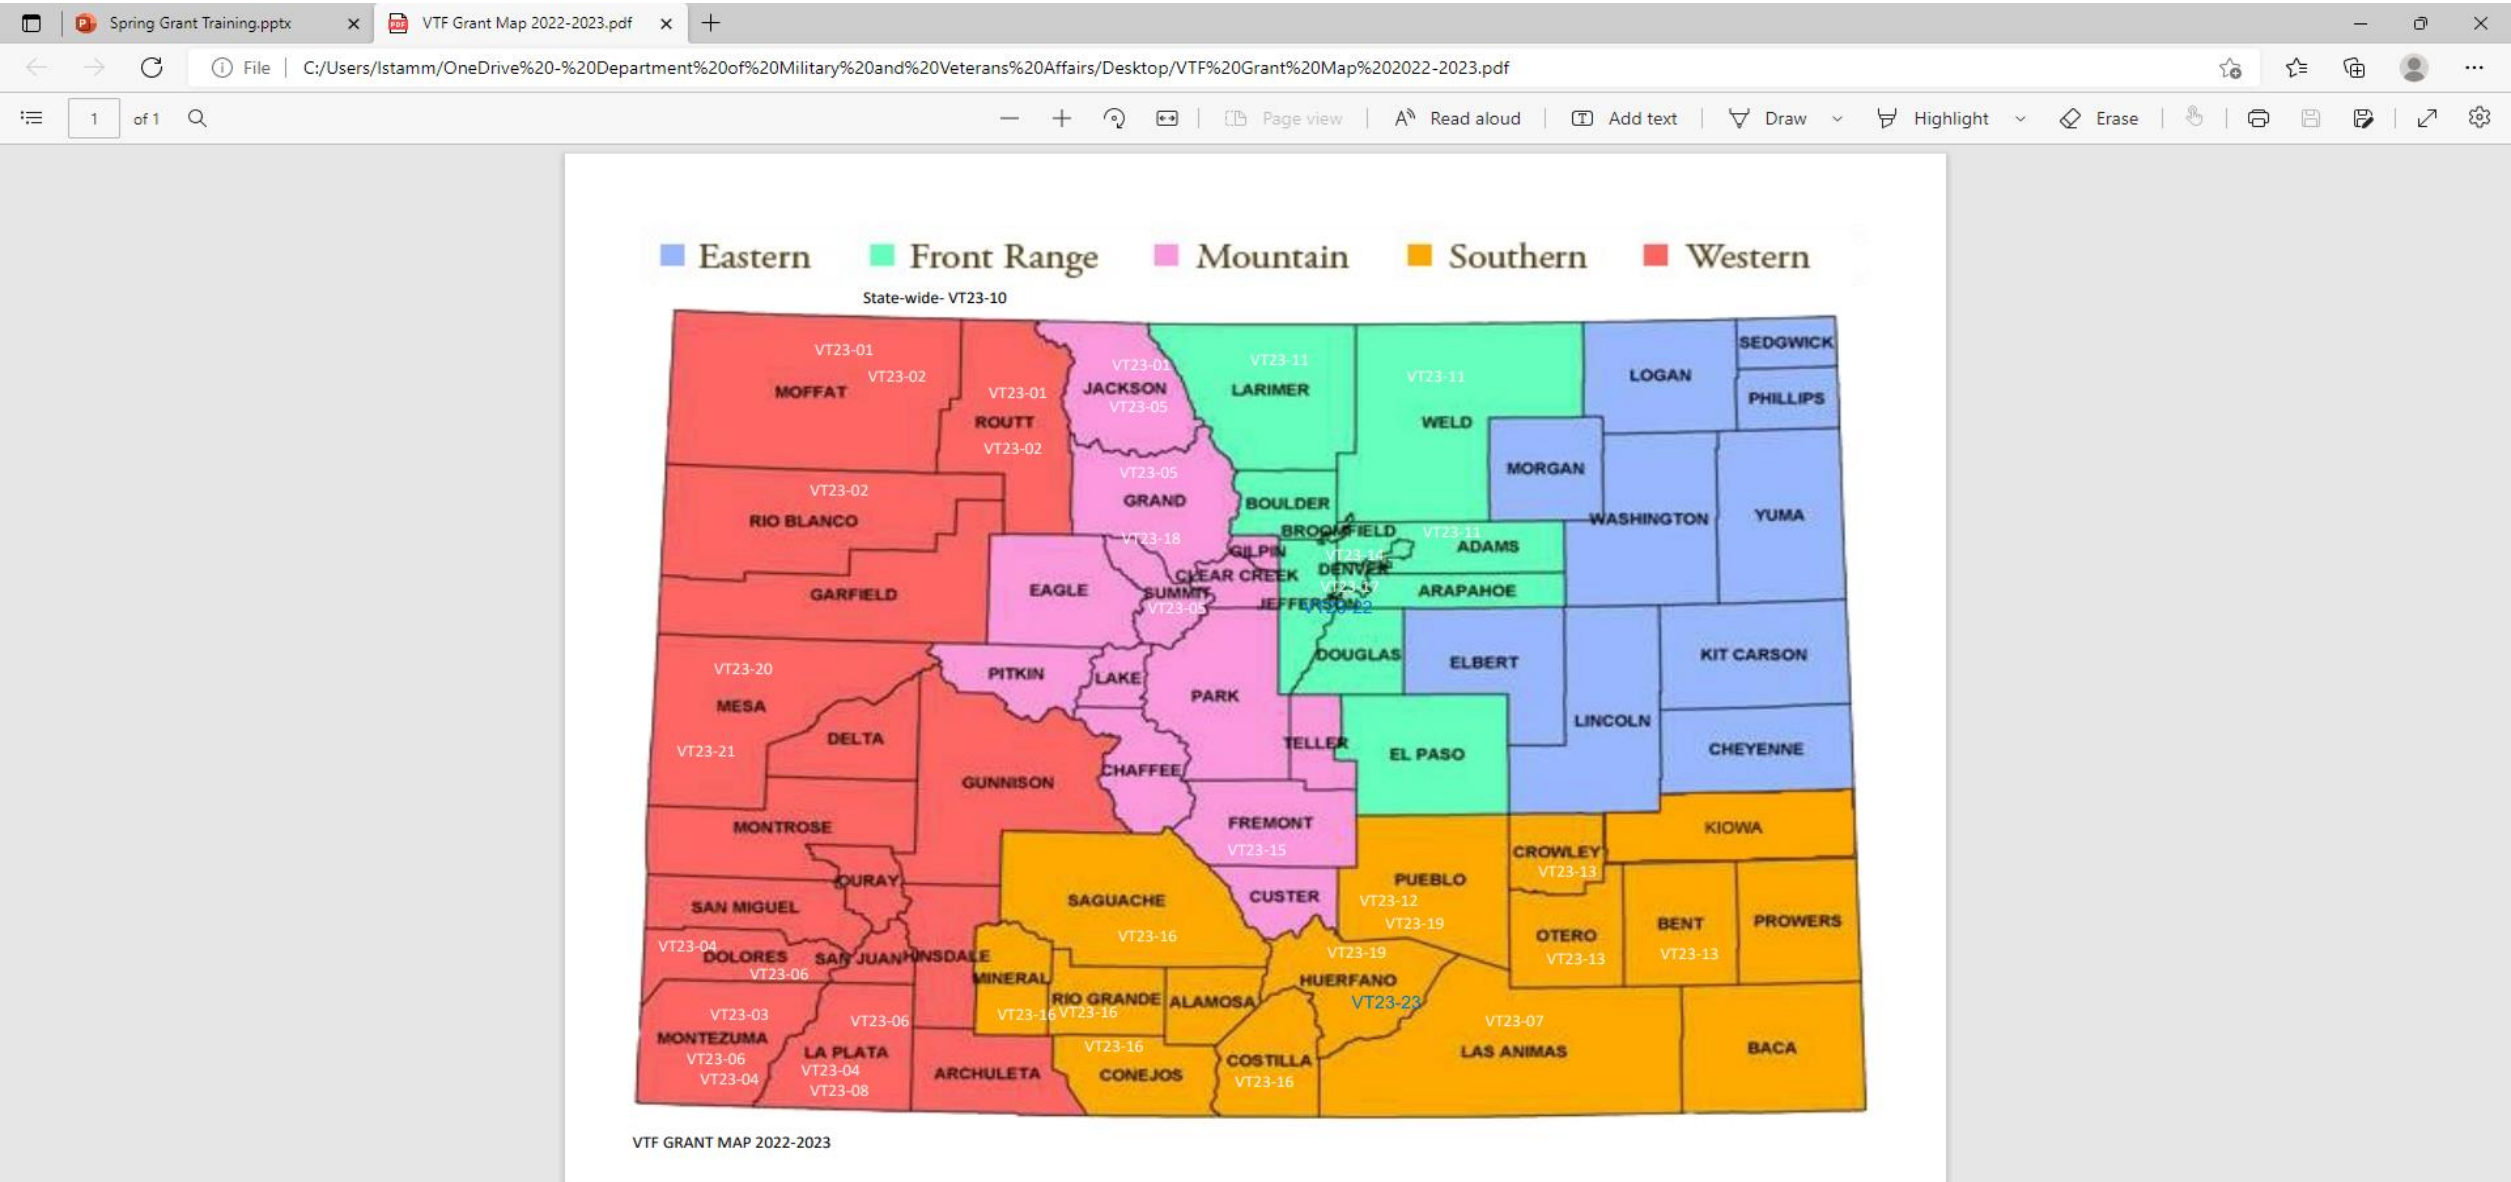 Spring Grant Training.pptx
VTF Grant Map 2022-2023.pdf
File
C:/Users/lstamm/OneDrive%20-%20Department%20of%20Military%20and%20Veterans%20Affairs/Desktop/VTF%20Grant%20Map%202022-2023.pdf
1 of 1
Page view
Read aloud
Add text
Draw
Highlight
Erase
Eastern Front Range Mountain Southern Western
State-wide- VT23-10
VT23-01
VT23-02
MOFFAT
VT23-01
ROUTT
VT23-02
VT23-01
JACKSON
VT23-05
VT23-11
LARIMER
VT23-11
WELD
LOGAN
SEDGWICK
PHILLIPS
MORGAN
WASHINGTON
YUMA
VT23-02
RIO BLANCO
VT23-05
GRAND
VT23-18
BOULDER
BROOMFIELD
VT23-11
ADAMS
GILPIN
VT23-14
DENVER
CLEAR CREEK
VT23-17
ARAPAHOE
JEFFERSON
VT23-22
GARFIELD
EAGLE
SUMMIT
VT23-05
VT23-20
MESA
VT23-21
DELTA
PITKIN
LAKE
PARK
DOUGLAS
ELBERT
KIT CARSON
LINCOLN
CHEYENNE
TELLER
EL PASO
CHAFFEE
GUNNISON
MONTROSE
FREMONT
VT23-15
KIOWA
CROWLEY
VT23-13
OURAY
SAN MIGUEL
SAGUACHE
VT23-16
CUSTER
PUEBLO
VT23-12
VT23-19
OTERO
VT23-13
BENT
VT23-13
PROWERS
VT23-04
DOLORES
VT23-06
SAN JUAN
HINSDALE
MINERAL
VT23-16
RIO GRANDE
VT23-16
ALAMOSA
VT23-19
HUERFANO
VT23-23
VT23-03
MONTEZUMA
VT23-06
VT23-04
VT23-06
LA PLATA
VT23-04
VT23-08
ARCHULETA
VT23-16
CONEJOS
COSTILLA
VT23-16
VT23-07
LAS ANIMAS
BACA
VTF GRANT MAP 2022-2023